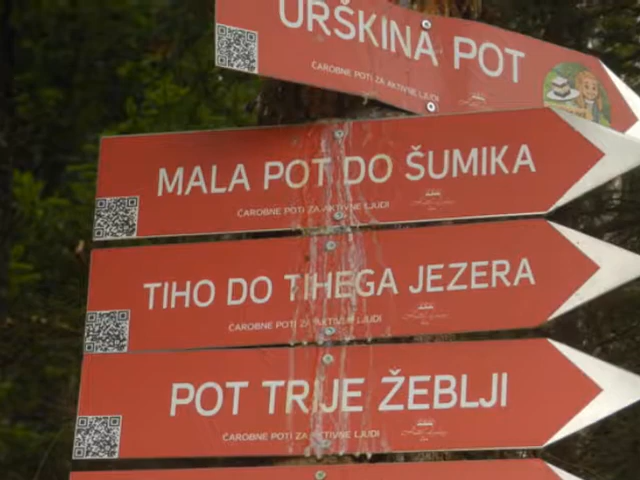 URŠKINA POT
ČAROBNE POTI ZA AKTIVNE LJUDI
MALA POT DO ŠUMIKA
ČAROBNE POTI ZA AKTIVNE LJUDI
TIHO DO TIHEGA JEZERA
ČAROBNE POTI ZA AKTIVNE LJUDI
POT TRIJE ŽEBLJI
ČAROBNE POTI ZA AKTIVNE LJUDI